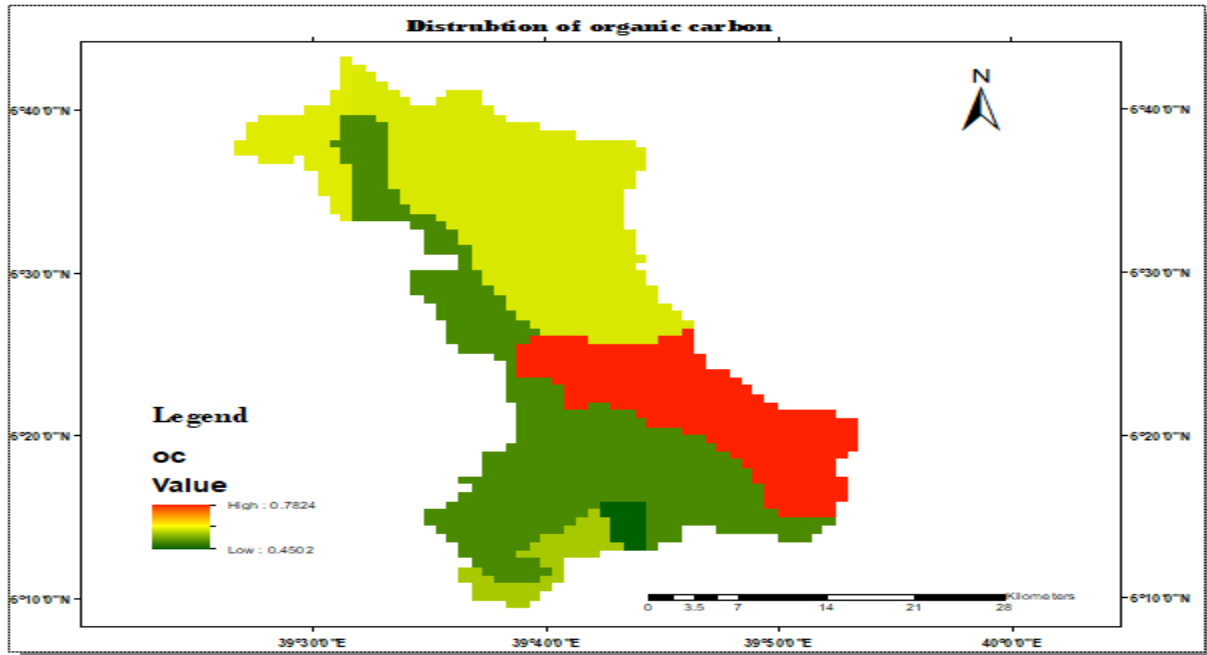 Distrubtion of organic carbon
N
6°40'0"N
6°40'0"N
6°30'0"N
6°30'0"N
6°20'0"N
6°20'0"N
6°10'0"N
6°10'0"N
Legend
oc
Value
High : 0.7824
Low : 0.4502
Kilometers
0 3.5 7 14 21 28
39°30'0"E 39°40'0"E 39°50'0"E 40°0'0"E